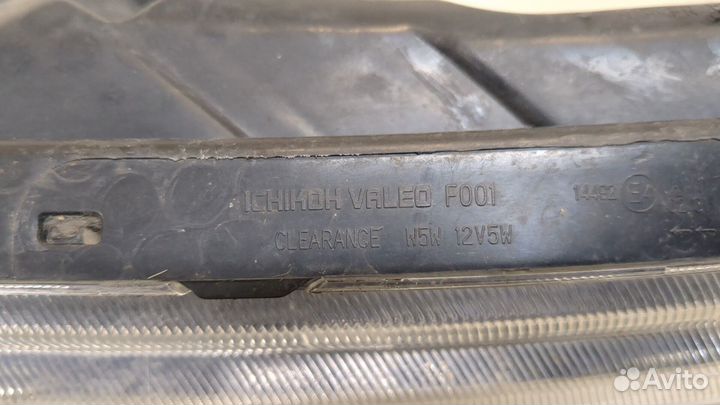 ICHIKOH VALEO F001
CLEARANCE W5W 12V5W
Avito